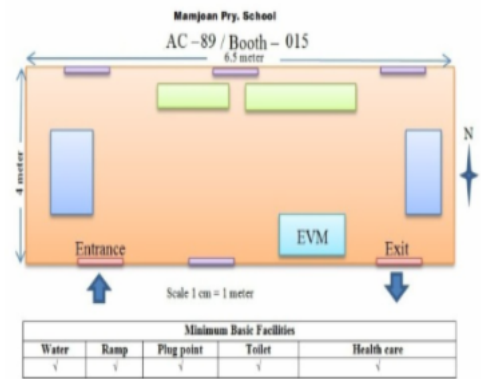 Mamjoan Pry. School
AC –89 / Booth – 015
6.5 meter
4 meter
N
EVM
Entrance
Exit
Scale 1 cm = 1 meter
Minimum Basic Facilities
Water Ramp Plug point Toilet Health care
√ √ √ √ √